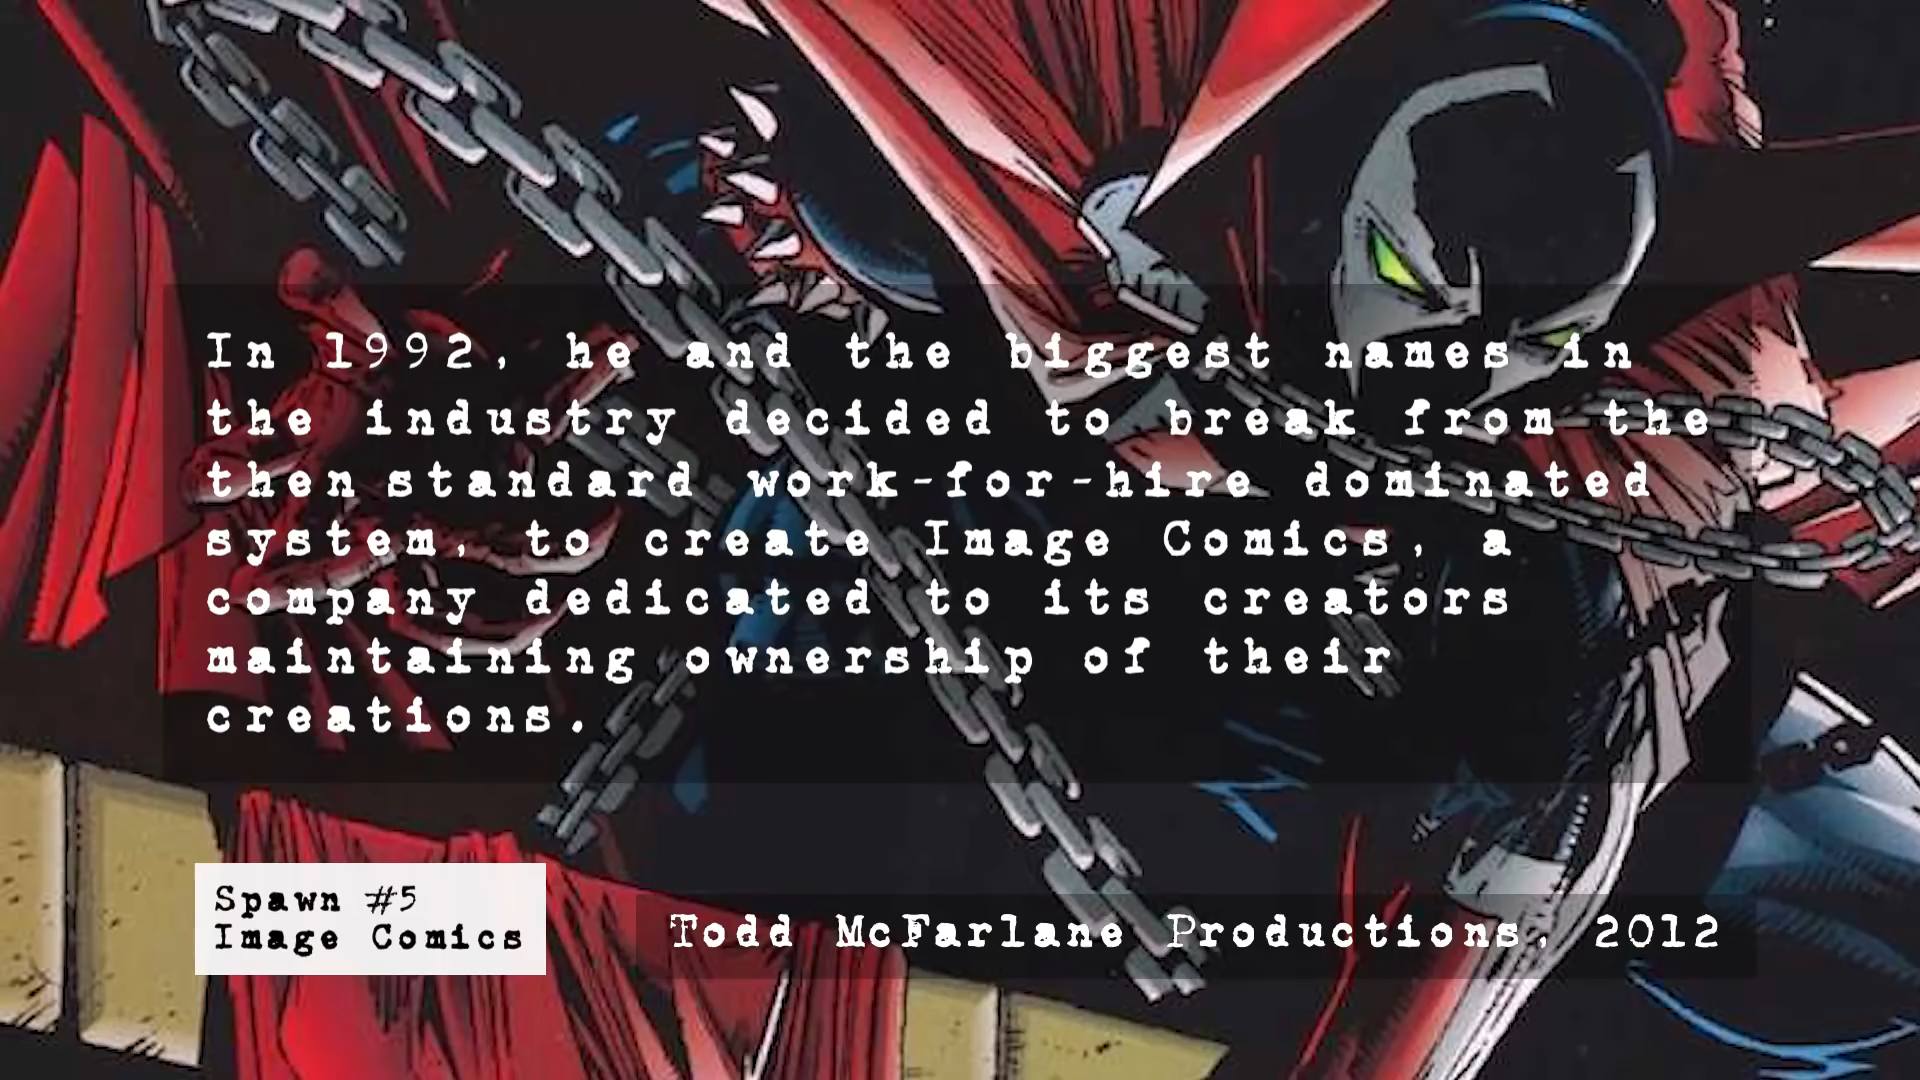 In 1992, he and the biggest names in
the industry decided to break from the
then standard work-for-hire dominated
system, to create Image Comics, a
company dedicated to its creators
maintaining ownership of their
creations.
Spawn #5
Image Comics
Todd McFarlane Productions, 2012